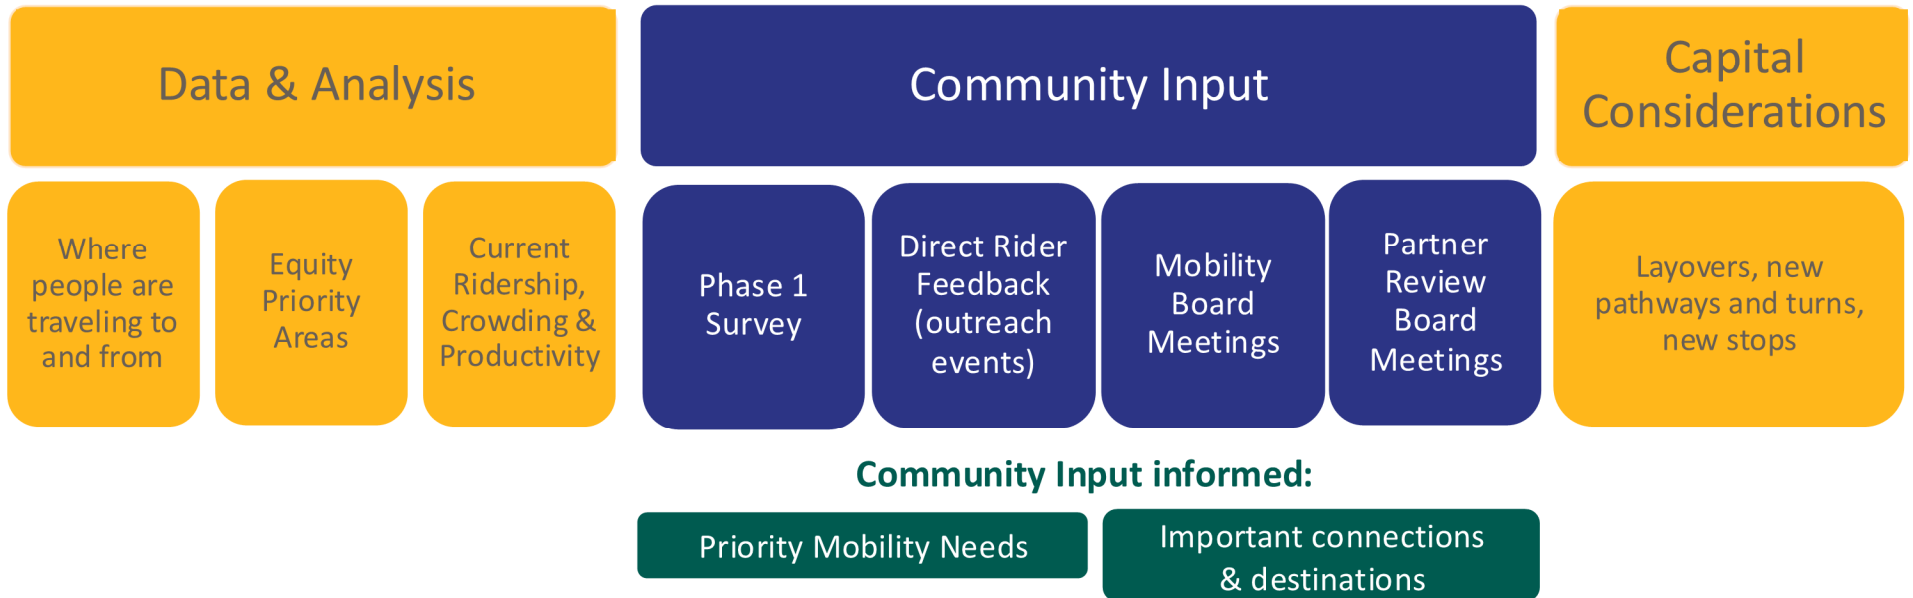 Data & Analysis
Community Input
Capital
Considerations
Where
people are
traveling to
and from
Equity
Priority
Areas
Current
Ridership,
Crowding &
Productivity
Phase 1
Survey
Direct Rider
Feedback
(outreach
events)
Mobility
Board
Meetings
Partner
Review
Board
Meetings
Layovers, new
pathways and turns,
new stops
Community Input informed:
Priority Mobility Needs
Important connections
& destinations